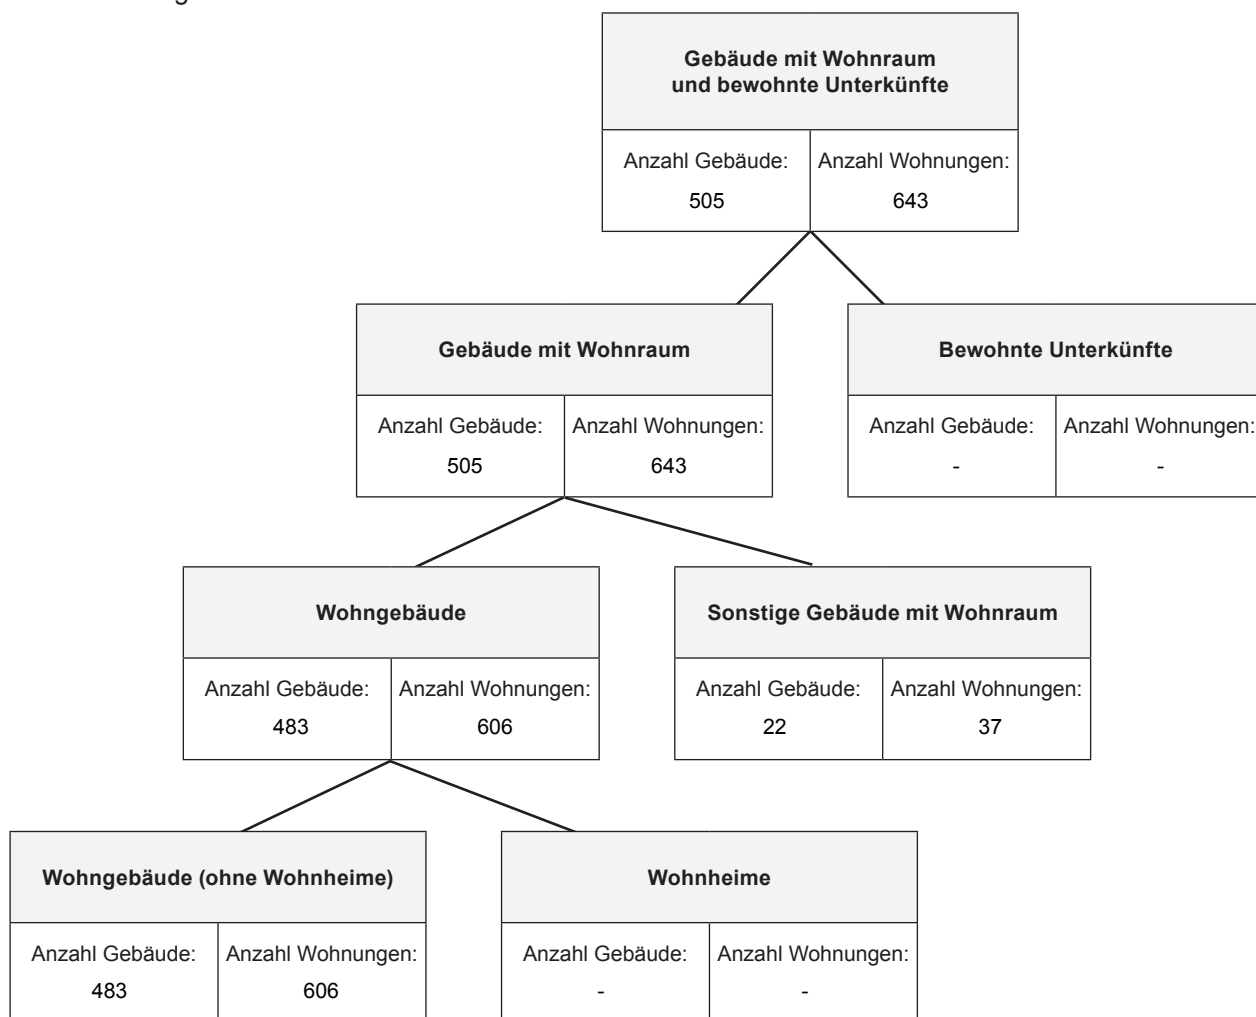 Gebäude mit Wohnraum
und bewohnte Unterkünfte
Anzahl Gebäude: Anzahl Wohnungen:
505 643
Gebäude mit Wohnraum
Anzahl Gebäude: Anzahl Wohnungen:
505 643
Bewohnte Unterkünfte
Anzahl Gebäude: Anzahl Wohnungen:
- -
Wohngebäude
Anzahl Gebäude: Anzahl Wohnungen:
483 606
Sonstige Gebäude mit Wohnraum
Anzahl Gebäude: Anzahl Wohnungen:
22 37
Wohngebäude (ohne Wohnheime)
Anzahl Gebäude: Anzahl Wohnungen:
483 606
Wohnheime
Anzahl Gebäude: Anzahl Wohnungen:
- -